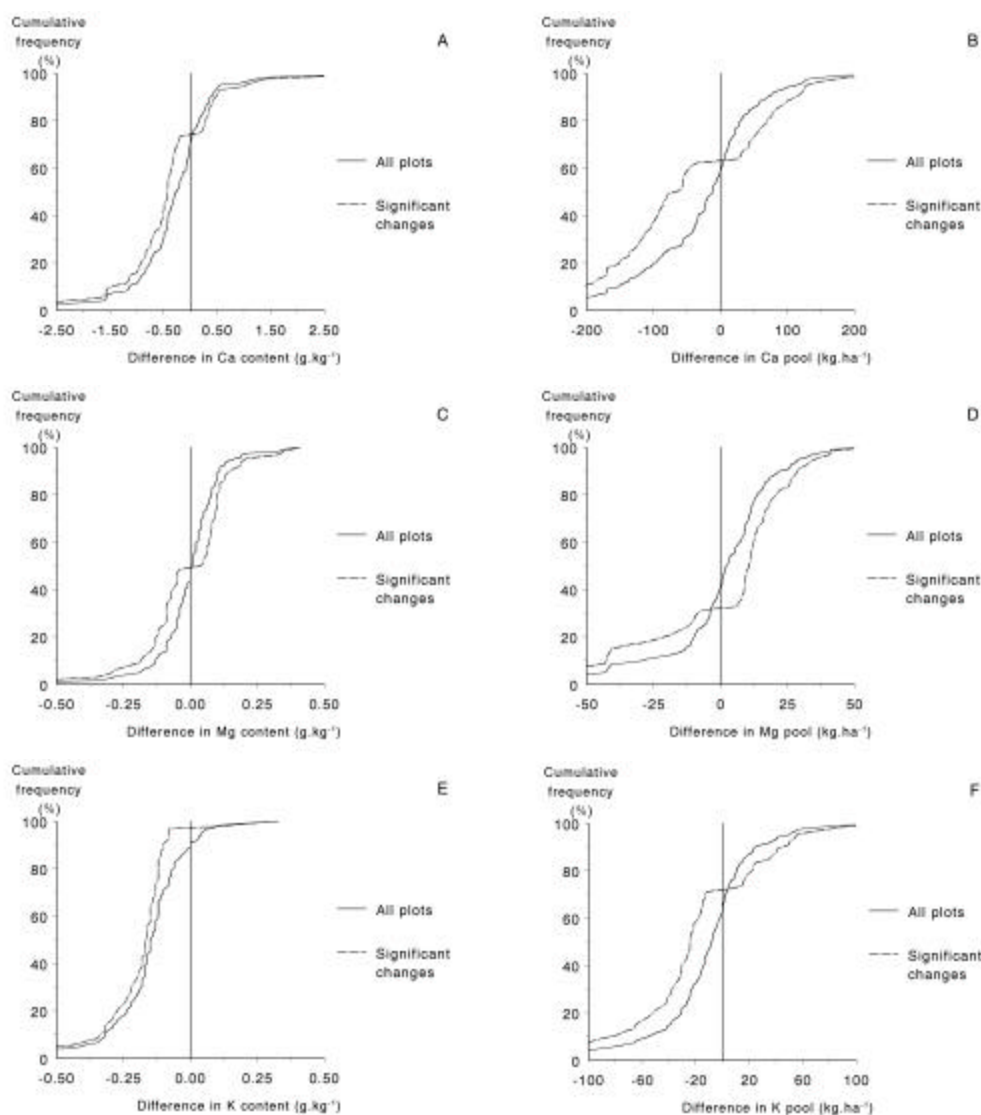 Cumulative
frequency
(%)
A
100
80
60
40
20
0
All plots
Significant
changes
-2.50 -1.50 -0.50 0.50 1.50 2.50
Difference in Ca content (g.kg⁻¹)
Cumulative
frequency
(%)
B
100
80
60
40
20
0
All plots
Significant
changes
-200 -100 0 100 200
Difference in Ca pool (kg.ha⁻¹)
Cumulative
frequency
(%)
C
100
80
60
40
20
0
All plots
Significant
changes
-0.50 -0.25 0.00 0.25 0.50
Difference in Mg content (g.kg⁻¹)
Cumulative
frequency
(%)
D
100
80
60
40
20
0
All plots
Significant
changes
-50 -25 0 25 50
Difference in Mg pool (kg.ha⁻¹)
Cumulative
frequency
(%)
E
100
80
60
40
20
0
All plots
Significant
changes
-0.50 -0.25 0.00 0.25 0.50
Difference in K content (g.kg⁻¹)
Cumulative
frequency
(%)
F
100
80
60
40
20
0
All plots
Significant
changes
-100 -60 -20 20 60 100
Difference in K pool (kg.ha⁻¹)